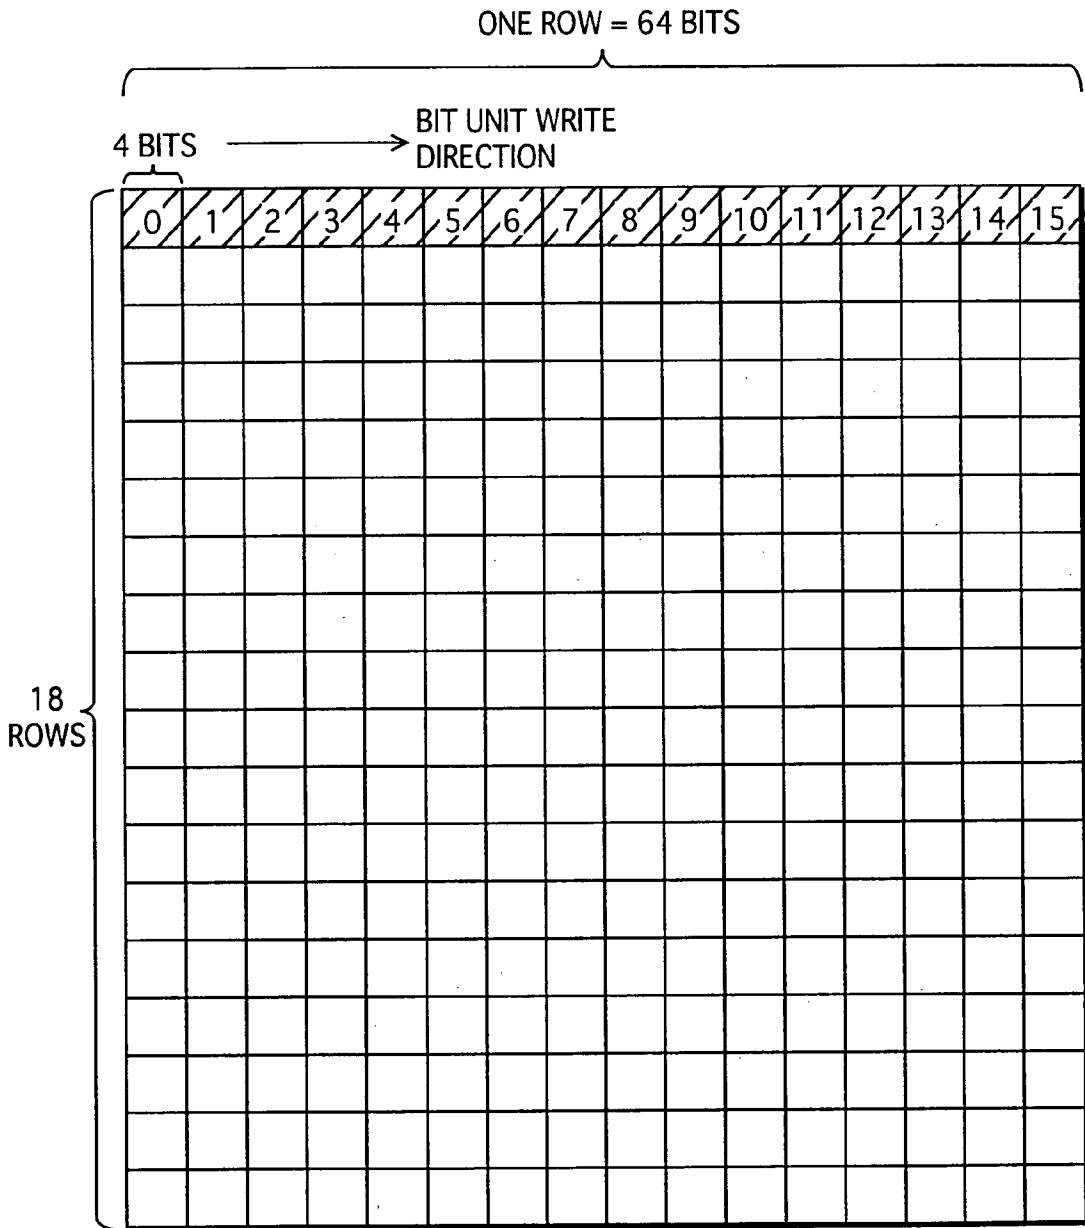 ONE ROW = 64 BITS
4 BITS
BIT UNIT WRITE
DIRECTION
0 1 2 3 4 5 6 7 8 9 10 11 12 13 14 15
18
ROWS